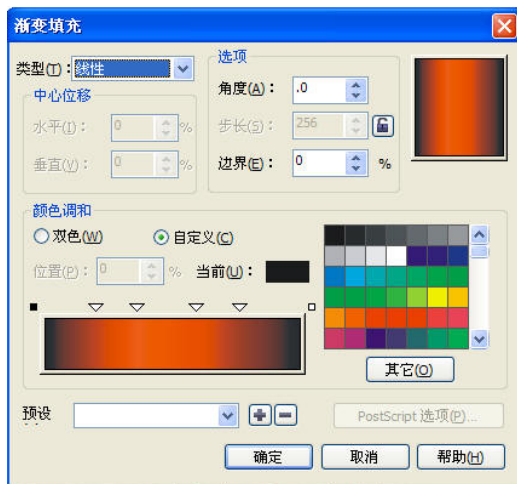 渐变填充
类型(T): 线性
选项
角度(A): .0
中心位移
水平(I): 0 %
步长(S): 256
垂直(V): 0 %
边界(E): 0 %
颜色调和
双色(W) 自定义(C)
位置(P): 0 % 当前(U):
其它(O)
预设
PostScript 选项(P)...
确定 取消 帮助(H)